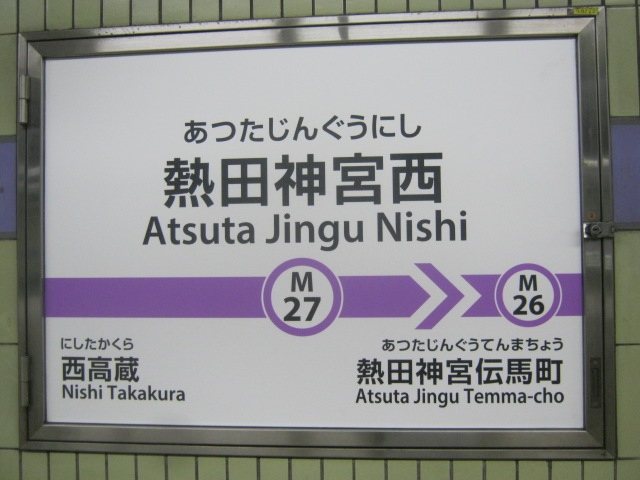 あつたじんぐうにし
熱田神宮西
Atsuta Jingu Nishi
M
27
M
26
にしたかくら
西高蔵
Nishi Takakura
あつたじんぐうてんまちょう
熱田神宮伝馬町
Atsuta Jingu Temma-cho